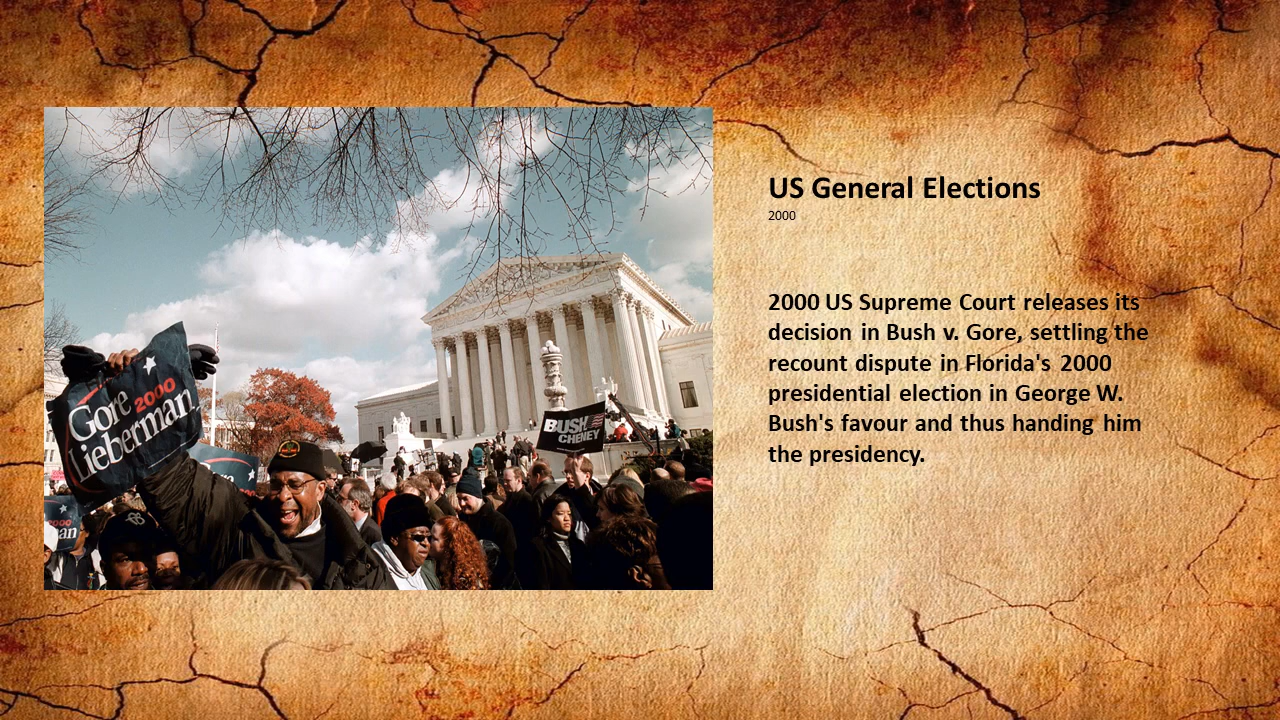 US General Elections
2000
2000 US Supreme Court releases its
decision in Bush v. Gore, settling the
recount dispute in Florida's 2000
presidential election in George W.
Bush's favour and thus handing him
the presidency.
Gore 2000
Lieberman
BUSH
CHENEY